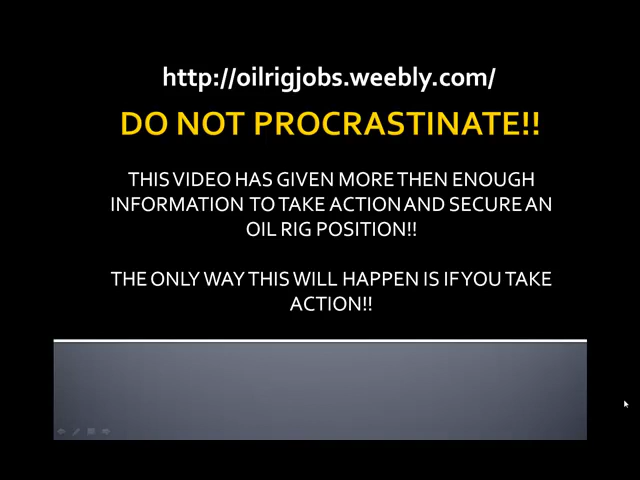 http://oilrigjobs.weebly.com/
DO NOT PROCRASTINATE!!
THIS VIDEO HAS GIVEN MORE THEN ENOUGH
INFORMATION TO TAKE ACTION AND SECURE AN
OIL RIG POSITION!!
THE ONLY WAY THIS WILL HAPPEN IS IF YOU TAKE
ACTION!!